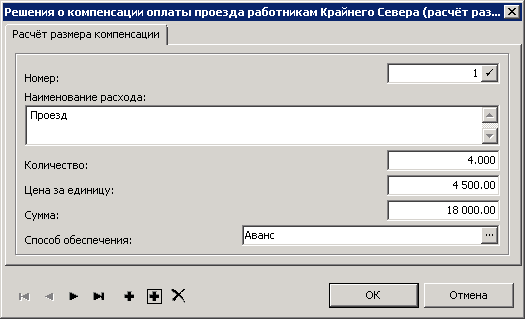 Решения о компенсации оплаты проезда работникам Крайнего Севера (расчёт раз...
Расчёт размера компенсации
Номер: 1
Наименование расхода:
Проезд
Количество: 4.000
Цена за единицу: 4 500.00
Сумма: 18 000.00
Способ обеспечения: Аванс ...
ОК Отмена